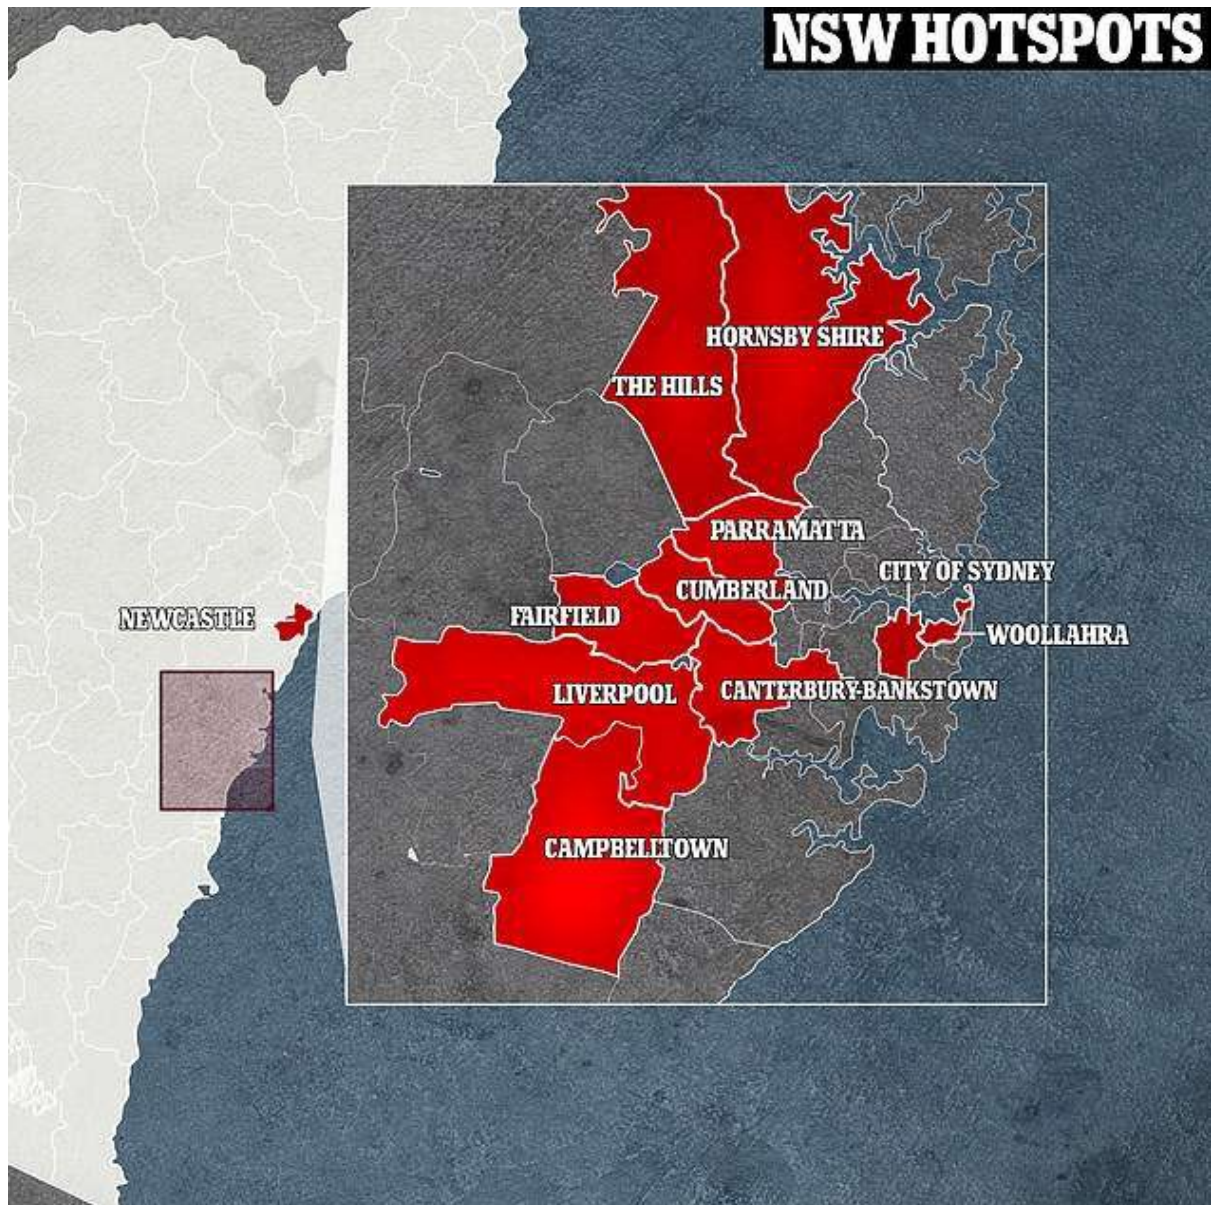 NSW HOTSPOTS
HORNSBY SHIRE
THE HILLS
PARRAMATTA
CITY OF SYDNEY
CUMBERLAND
FAIRFIELD
NEWCASTLE
WOOLLAHRA
LIVERPOOL
CANTERBURY-BANKSTOWN
CAMPBELLTOWN